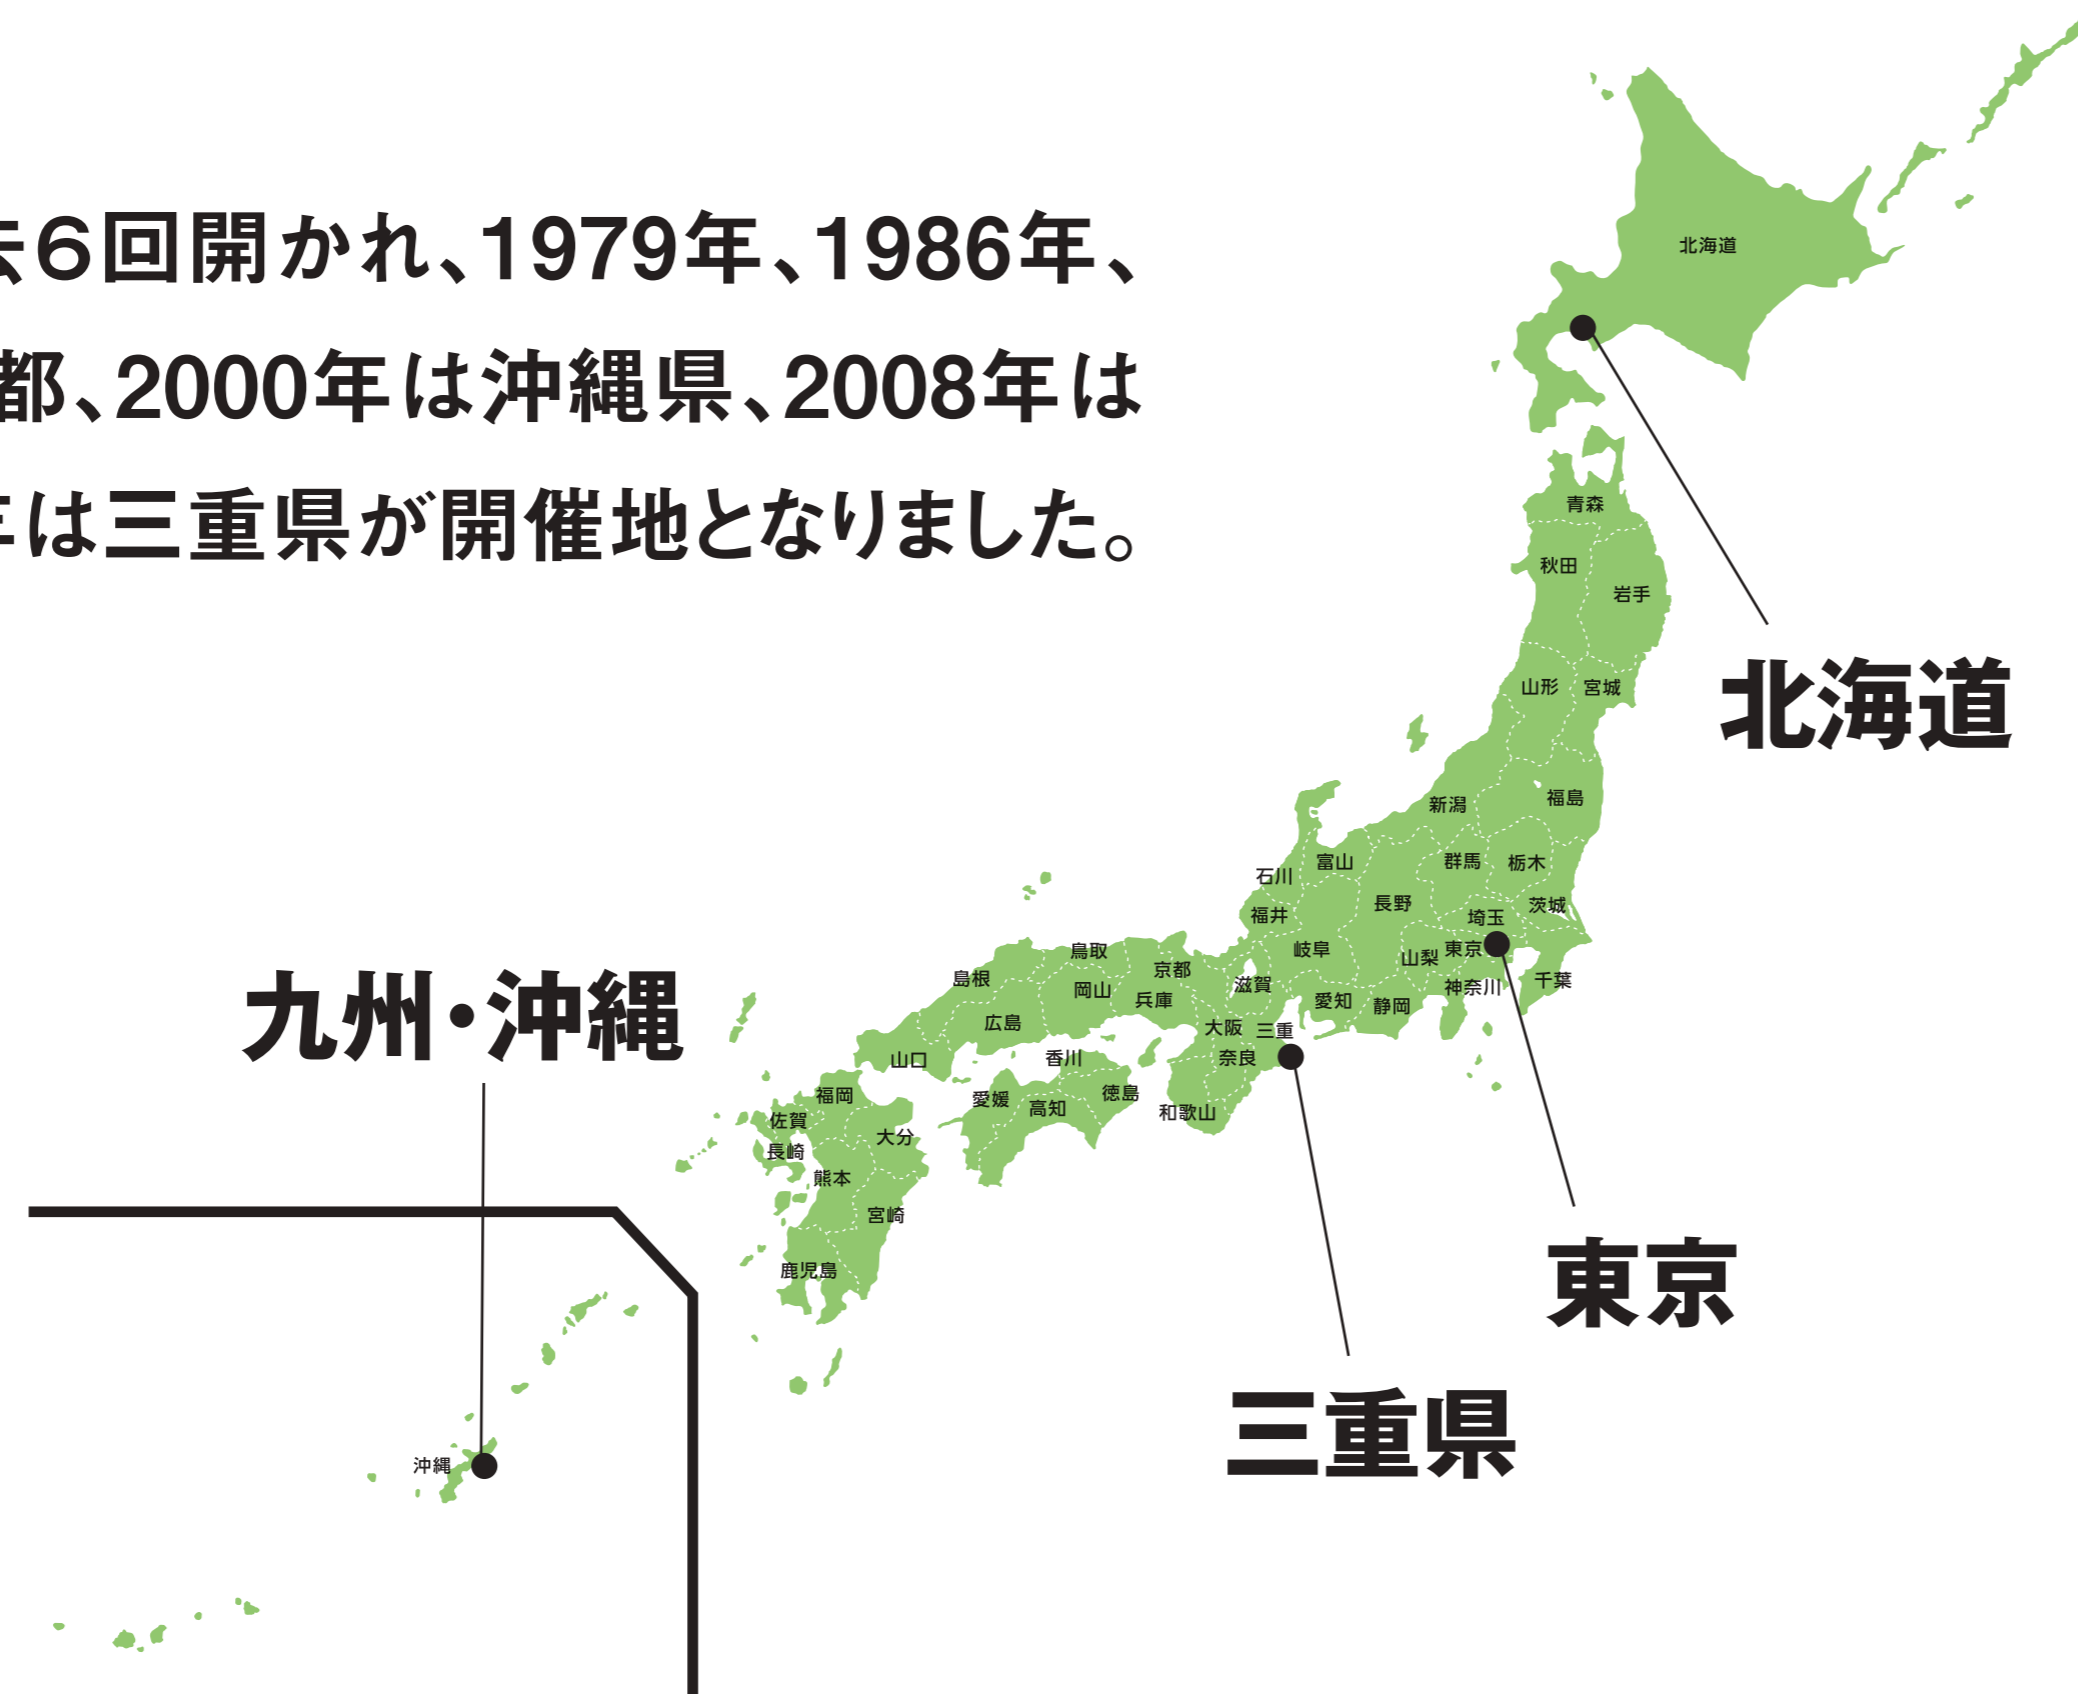 去６回開かれ、1979年、1986年、
都、2000年は沖縄県、2008年は
年は三重県が開催地となりました。
北海道
青森
秋田
岩手
山形
宮城
北海道
新潟
福島
富山
群馬
栃木
石川
長野
茨城
福井
埼玉
岐阜
山梨
東京
鳥取
京都
島根
岡山
兵庫
滋賀
愛知
静岡
神奈川
千葉
九州・沖縄
広島
大阪
三重
山口
香川
奈良
福岡
愛媛
高知
徳島
和歌山
佐賀
大分
長崎
熊本
宮崎
鹿児島
東京
三重県
沖縄